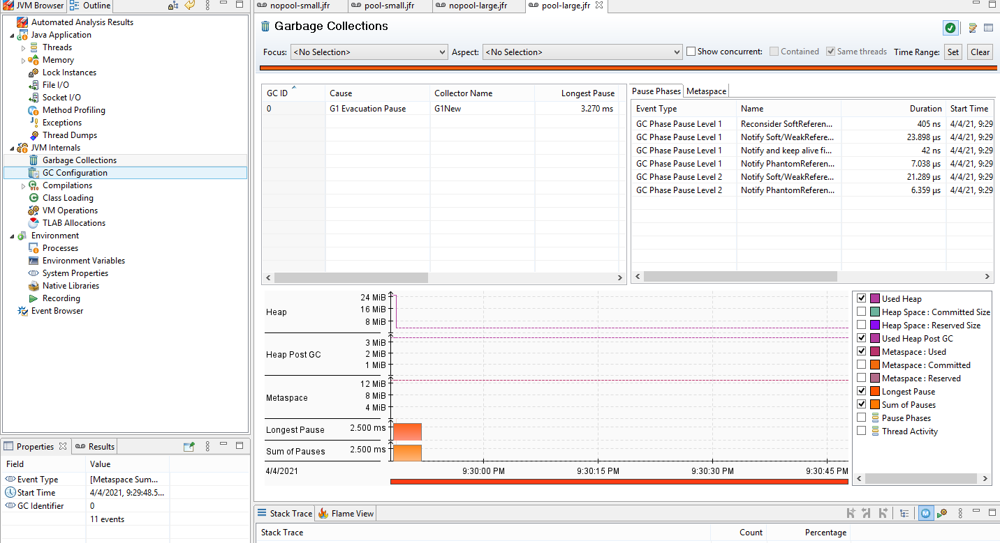 JVM Browser
Outline
Automated Analysis Results
Java Application
Threads
Memory
Lock Instances
File I/O
Socket I/O
Method Profiling
Exceptions
Thread Dumps
JVM Internals
Garbage Collections
GC Configuration
Compilations
Class Loading
VM Operations
TLAB Allocations
Environment
Processes
Environment Variables
System Properties
Native Libraries
Recording
Event Browser
Properties
Results
Field Value
Event Type [Metaspace Sum...
Start Time 4/4/2021, 9:29:48.5...
GC Identifier 0
11 events
nopool-small.jfr pool-small.jfr nopool-large.jfr pool-large.jfr
Garbage Collections
Focus: <No Selection> Aspect: <No Selection> Show concurrent: Contained Same threads Time Range: Set Clear
GC ID Cause Collector Name Longest Pause
0 G1 Evacuation Pause G1New 3.270 ms
Pause Phases Metaspace
Event Type Name Duration Start Time
GC Phase Pause Level 1 Reconsider SoftReferen... 405 ns 4/4/21, 9:29
GC Phase Pause Level 1 Notify Soft/WeakRefere... 23.898 µs 4/4/21, 9:29
GC Phase Pause Level 1 Notify and keep alive fi... 42 ns 4/4/21, 9:29
GC Phase Pause Level 1 Notify PhantomReferen... 7.038 µs 4/4/21, 9:29
GC Phase Pause Level 2 Notify Soft/WeakRefere... 21.289 µs 4/4/21, 9:29
GC Phase Pause Level 2 Notify PhantomReferen... 6.359 µs 4/4/21, 9:29
24 MiB
16 MiB
Heap
8 MiB
3 MiB
Heap Post GC 2 MiB
1 MiB
12 MiB
Metaspace 8 MiB
4 MiB
Longest Pause 2.500 ms
Sum of Pauses 2.500 ms
4/4/2021 9:30:00 PM 9:30:15 PM 9:30:30 PM 9:30:45 PM
Used Heap
Heap Space : Committed Size
Heap Space : Reserved Size
Used Heap Post GC
Metaspace : Used
Metaspace : Committed
Metaspace : Reserved
Longest Pause
Sum of Pauses
Pause Phases
Thread Activity
Stack Trace Flame View
Stack Trace Count Percentage